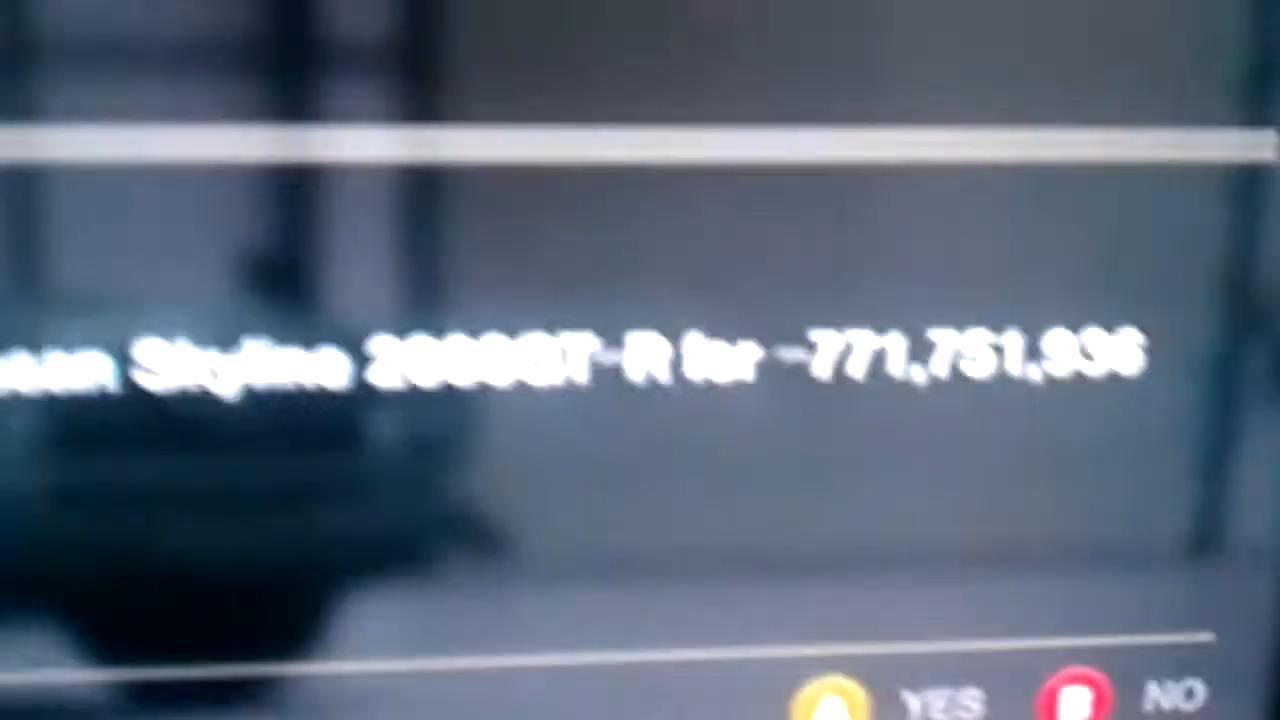 Skyline 2000GT-R for -771,751,936
A YES B NO